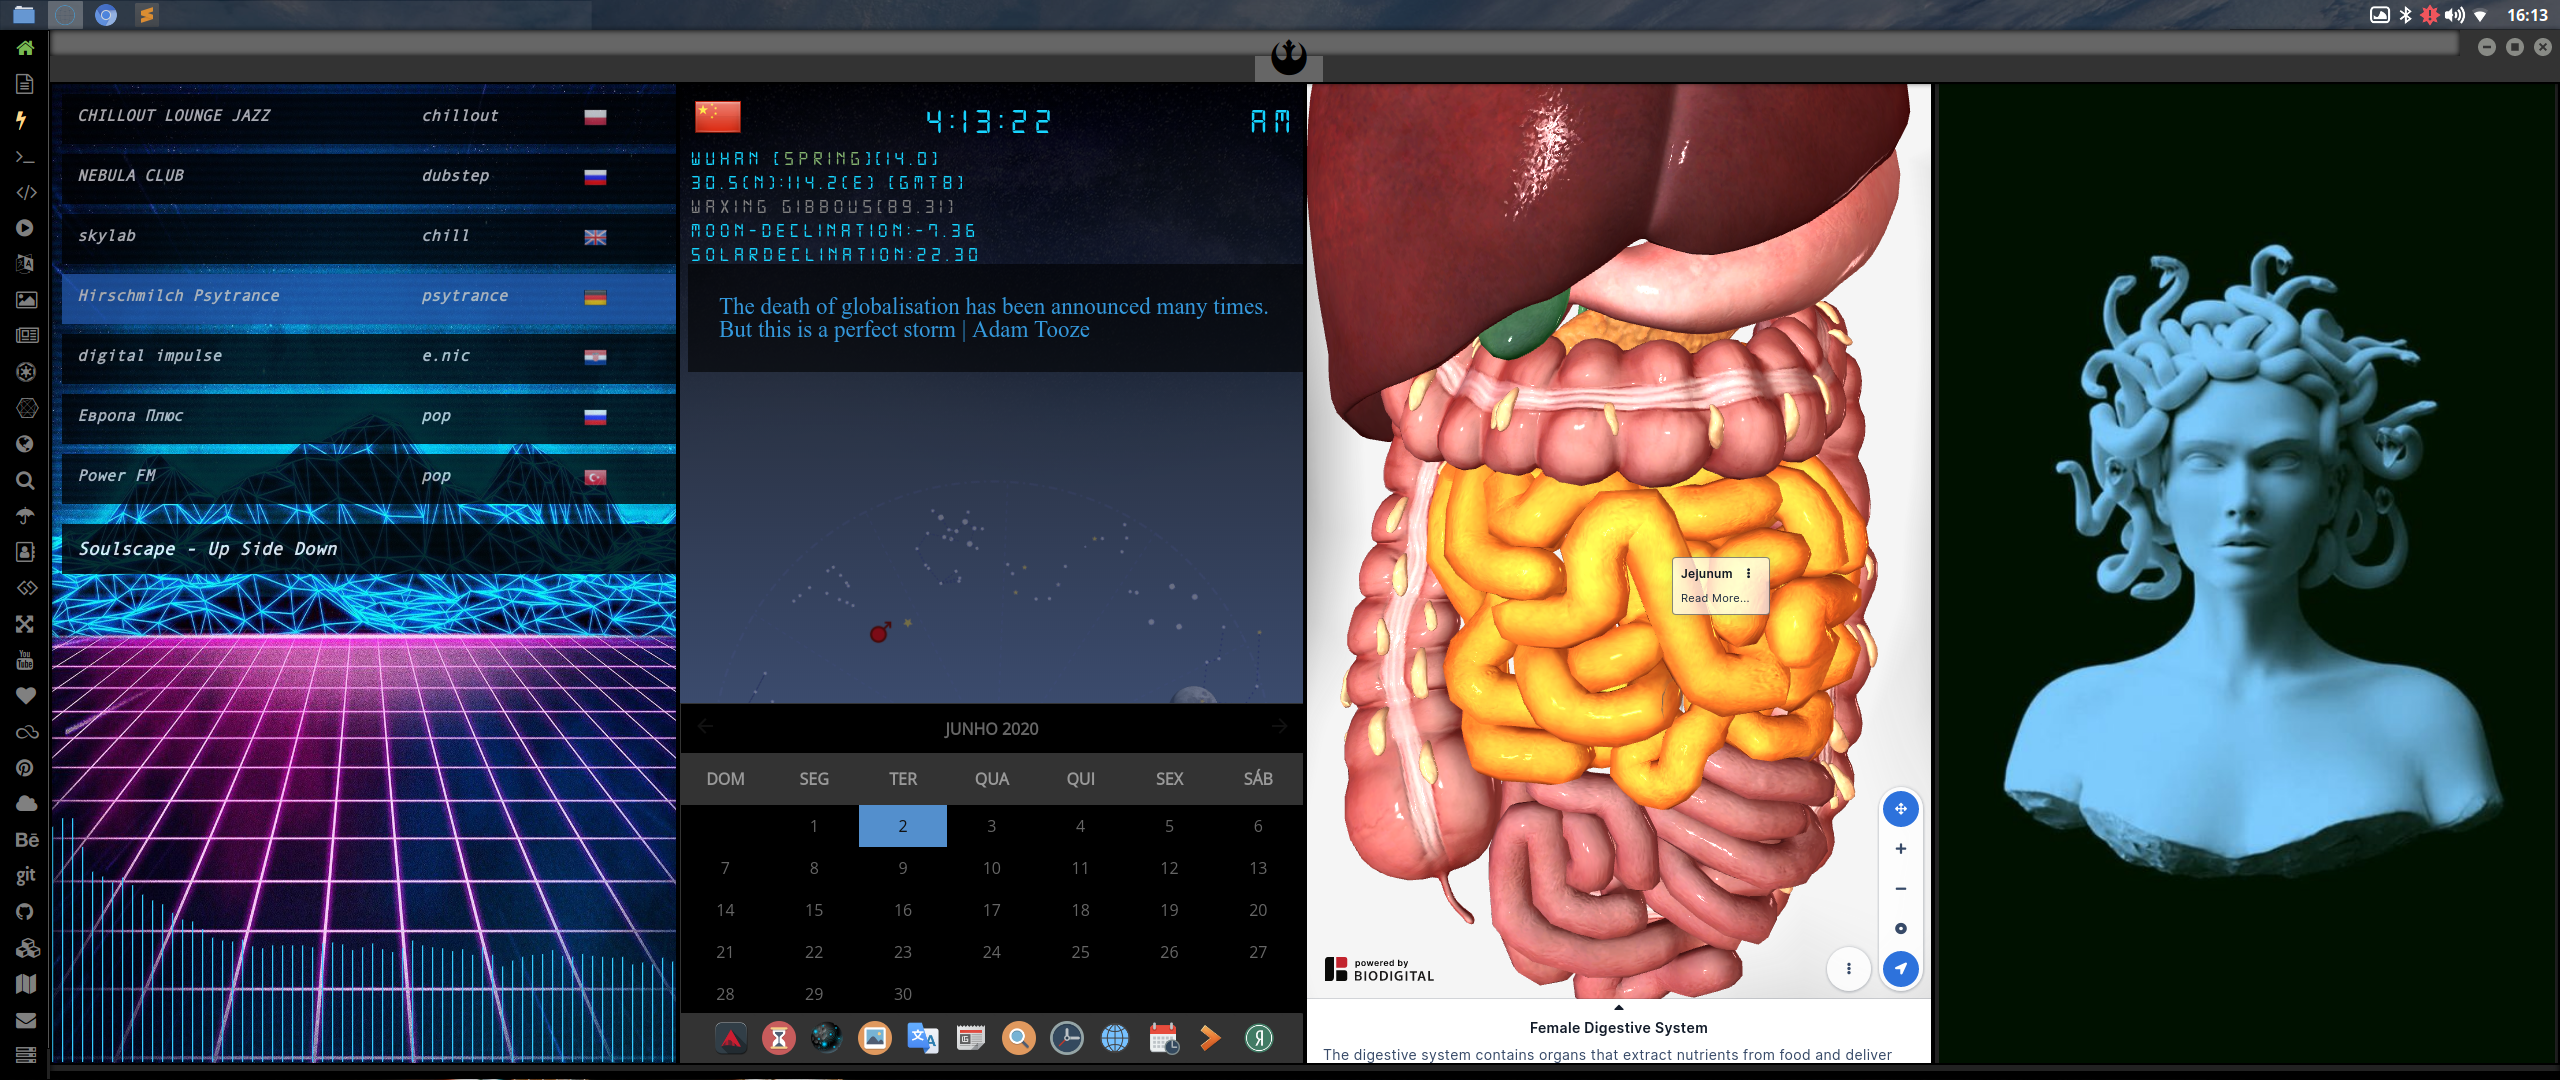 16:13
CHILLOUT LOUNGE JAZZ chillout
NEBULA CLUB dubstep
skylab chill
Hirschmilch Psytrance psytrance
digital impulse e.nic
Европа Плюс pop
Power FM pop
Soulscape - Up Side Down
You
Tube
Bē
git
4:13:22 AM
WUHAN [SPRING][14.0]
30.5(N):114.2(E) [GMT8]
WAXING GIBBOUS[89.31]
MOON-DECLINATION:-7.36
SOLARDECLINATION:22.30
The death of globalisation has been announced many times.
But this is a perfect storm | Adam Tooze
JUNHO 2020
DOM SEG TER QUA QUI SEX SÁB
1 2 3 4 5 6
7 8 9 10 11 12 13
14 15 16 17 18 19 20
21 22 23 24 25 26 27
28 29 30
Jejunum
Read More...
powered by
BIODIGITAL
Female Digestive System
The digestive system contains organs that extract nutrients from food and deliver